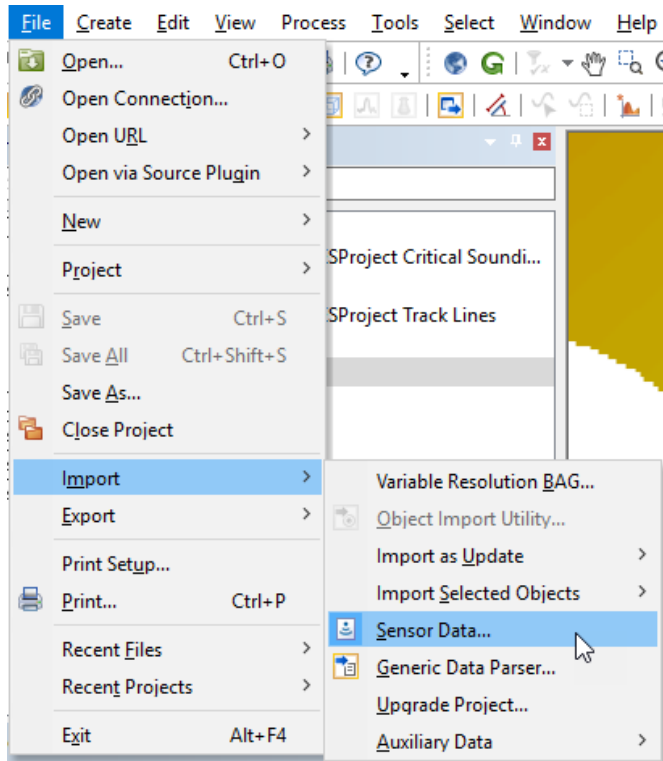 File Create Edit View Process Tools Select Window Help
Open... Ctrl+O
Open Connection...
Open URL
Open via Source Plugin
New
SProject Critical Soundi...
Project
SProject Track Lines
Save Ctrl+S
Save All Ctrl+Shift+S
Save As...
Close Project
Import
Variable Resolution BAG...
Export
Object Import Utility...
Import as Update
Print Setup...
Import Selected Objects
Print... Ctrl+P
Sensor Data...
Recent Files
Generic Data Parser...
Recent Projects
Upgrade Project...
Exit Alt+F4
Auxiliary Data